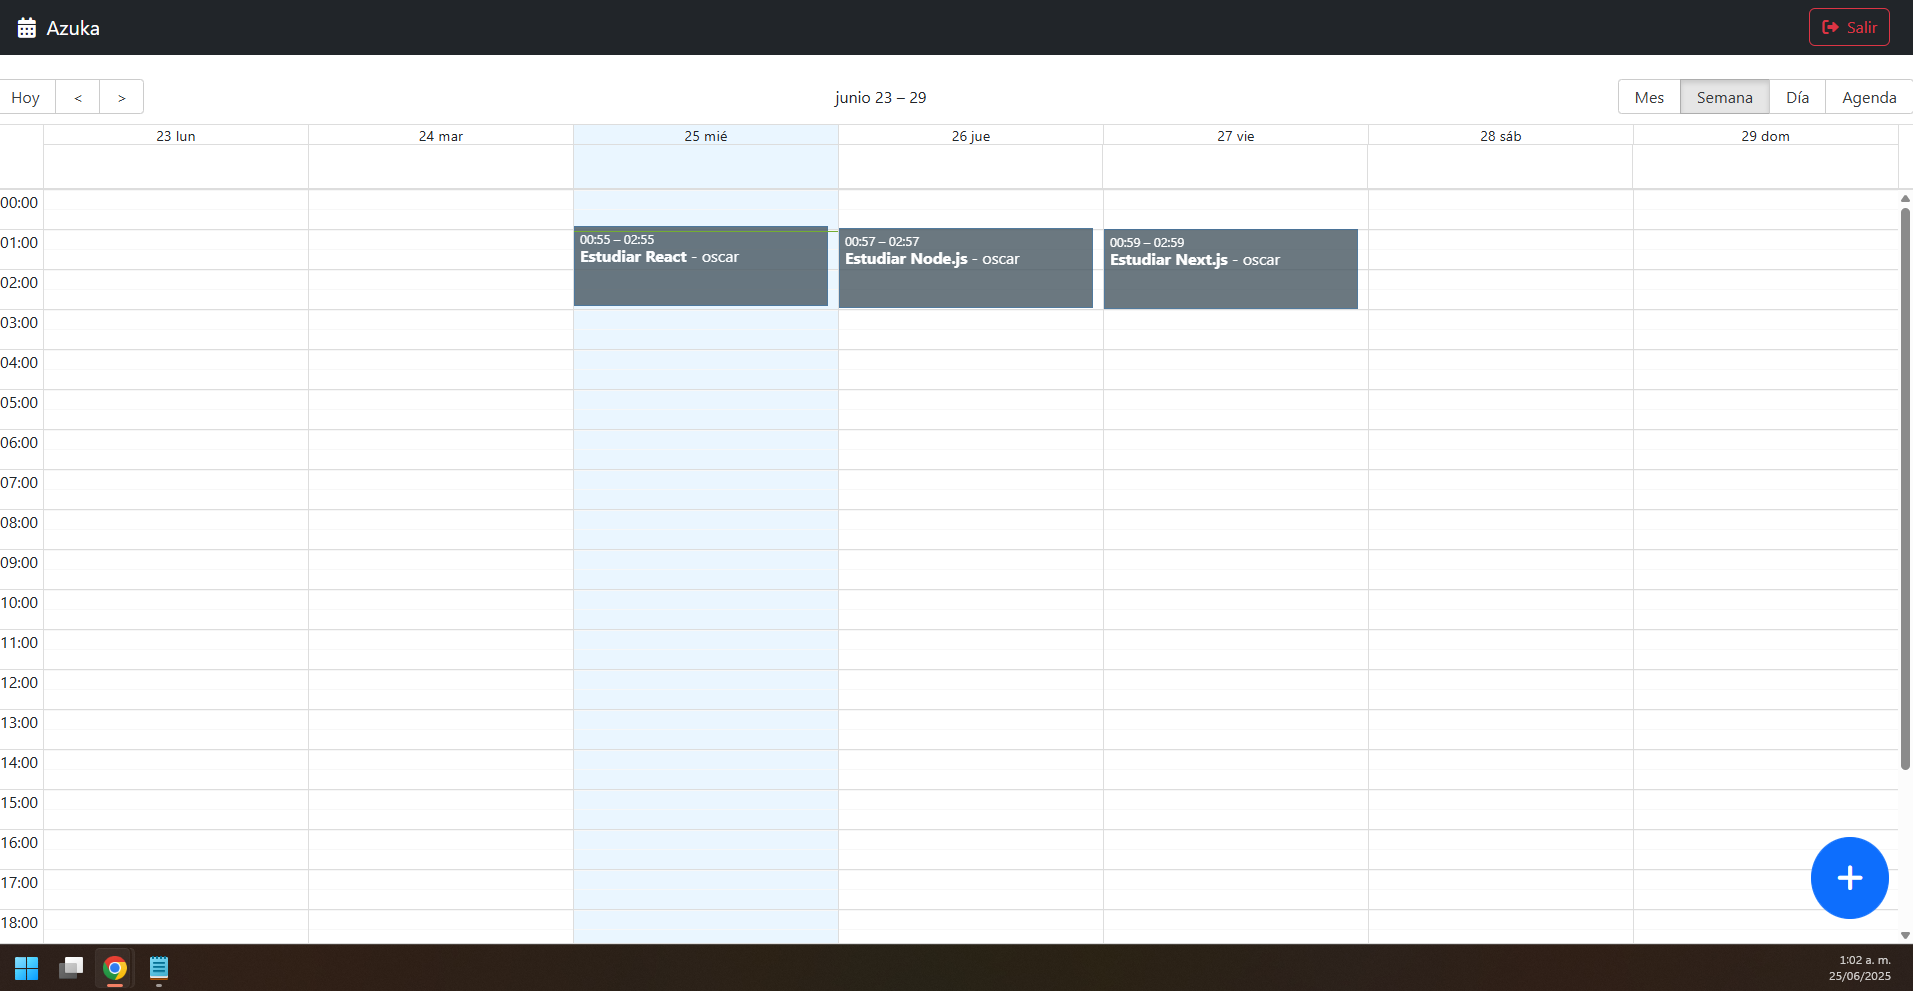 Azuka
Salir
Hoy < >
junio 23 – 29
Mes Semana Día Agenda
23 lun 24 mar 25 mié 26 jue 27 vie 28 sáb 29 dom
00:00
01:00
00:55 – 02:55
Estudiar React - oscar
00:57 – 02:57
Estudiar Node.js - oscar
00:59 – 02:59
Estudiar Next.js - oscar
02:00
03:00
04:00
05:00
06:00
07:00
08:00
09:00
10:00
11:00
12:00
13:00
14:00
15:00
16:00
17:00
18:00
1:02 a. m.
25/06/2025